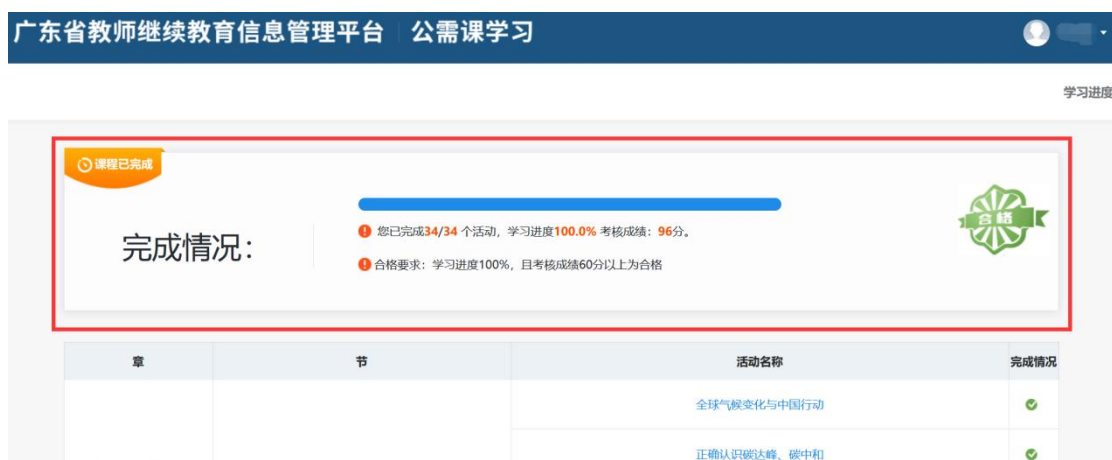 广东省教师继续教育信息管理平台 公需课学习
学习进度
课程已完成
完成情况：
您已完成34/34 个活动，学习进度100.0% 考核成绩：96分。
合格要求：学习进度100%，且考核成绩60分以上为合格
合格
章 节 活动名称 完成情况
全球气候变化与中国行动
正确认识碳达峰、碳中和